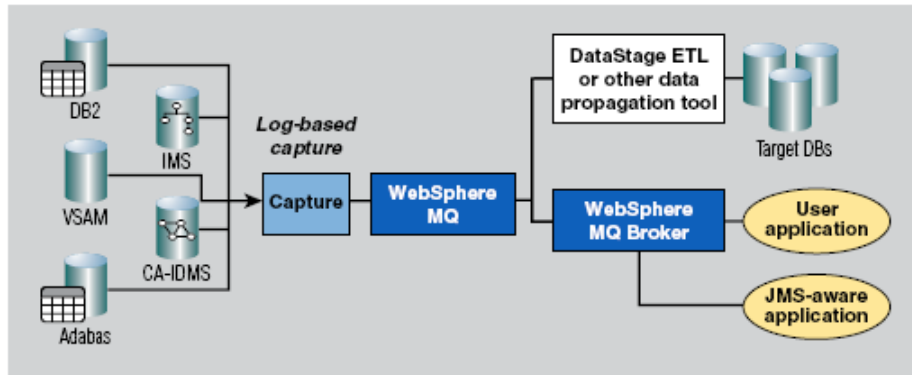 DB2
IMS
VSAM
CA-IDMS
Adabas
Log-based
capture
Capture
WebSphere
MQ
DataStage ETL
or other data
propagation tool
Target DBs
WebSphere
MQ Broker
User
application
JMS-aware
application